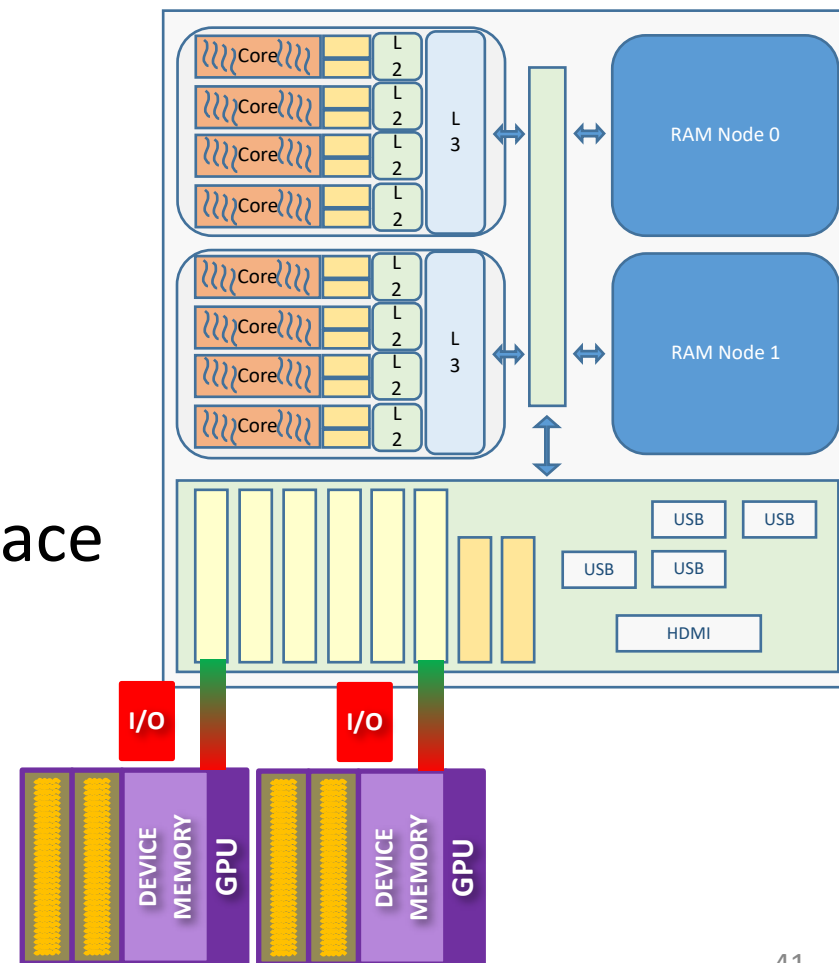 Core
L
2
Core
L
2
Core
L
2
Core
L
2
L
3
RAM Node 0
Core
L
2
Core
L
2
Core
L
2
Core
L
2
L
3
RAM Node 1
ace
USB
USB
USB
USB
HDMI
I/O
I/O
DEVICE
MEMORY
GPU
DEVICE
MEMORY
GPU
41